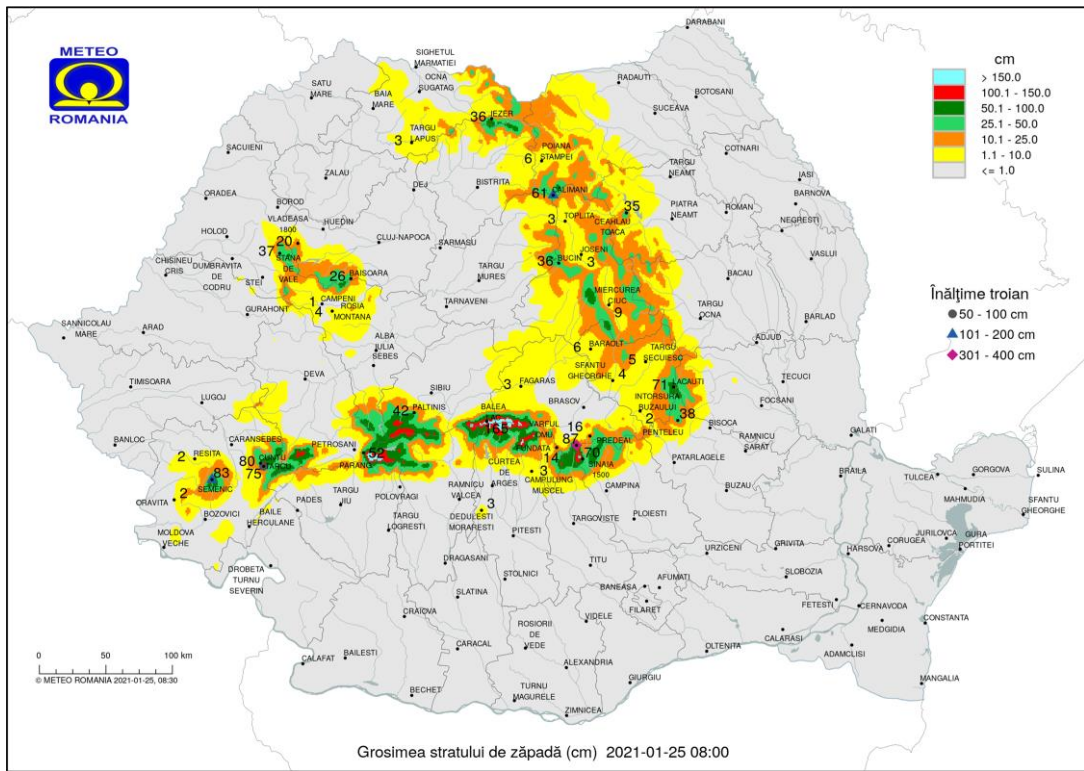 METEO
ROMANIA
cm
> 150.0
100.1 - 150.0
50.1 - 100.0
25.1 - 50.0
10.1 - 25.0
1.1 - 10.0
<= 1.0
Înălţime troian
50 - 100 cm
101 - 200 cm
301 - 400 cm
DARABANI
SIGHETUL
MARMATIEI
OCNA
SUGATAG
RADAUTI
BOTOSANI
SATU
MARE
BAIA
MARE
SUCEAVA
36 IEZER
TARGU
LAPUS
3
POIANA
STAMPEI
6
COTNARI
SACUIENI
TARGU
NEAMT
IASI
ZALAU
DEJ
BISTRITA
61 CALIMANI
BARNOVA
ORADEA
BOROD
35
PIATRA
NEAMT
ROMAN
NEGRESTI
VLADEASA
1800
HUEDIN
3
TOPLITA
CEAHLAU
TOACA
HOLOD
20
CLUJ-NAPOCA
SARMASU
VASLUI
37
STANA
DE
VALE
36 BUCIN
JOSENI
3
CHISINEU
CRIS
DUMBRAVITA
DE
CODRU
STEI
26 BAISOARA
TARGU
MURES
BACAU
MIERCUREA
CIUC
9
1
CAMPENI
4
ROSIA
MONTANA
GURAHONT
TARNAVENI
TARGU
OCNA
BARLAD
SANNICOLAU
MARE
ARAD
ALBA
IULIA
SEBES
6
BARAOLT
TARGU
SECUIESC
5
ADJUD
SFANTU
GHEORGHE
4
TIMISOARA
DEVA
SIBIU
3
FAGARAS
71 LACAUTI
TECUCI
LUGOJ
BALEA
LAC
165
BRASOV
INTORSURA
BUZAULUI
2
FOCSANI
42 PALTINIS
VARFUL
OMU
16
38
PENTELEU
BISOCA
GALATI
BANLOC
CARANSEBES
PETROSANI
FUNDATA
87
PREDEAL
RAMNICU
SARAT
2
RESITA
80
CUNTU
TARCU
75
PARANG
52
14
70
SINAIA
1500
PATARLAGELE
BRAILA
TULCEA
GORGOVA
SULINA
83
SEMENIC
CURTEA
DE
ARGES
3
CAMPULUNG
MUSCEL
CAMPINA
BUZAU
MAHMUDIA
SFANTU
GHEORGHE
ORAVITA
2
BOZOVICI
BAILE
HERCULANE
PADES
TARGU
JIU
POLOVRAGI
RAMNICU
VALCEA
3
DEDULESTI
MORARESTI
TARGOVISTE
PLOIESTI
JURILOVCA
GURA
PORTITEI
MOLDOVA
VECHE
TARGU
LOGRESTI
PITESTI
URZICENI
GRIVITA
HARSOVA
CORUGEA
DROBETA
TURNU
SEVERIN
DRAGASANI
TITU
STOLNICI
BANEASA
AFUMATI
SLOBOZIA
SLATINA
FILARET
FETESTI
CERNAVODA
CRAIOVA
ROSIORII
DE
VEDE
VIDELE
MEDGIDIA
CONSTANTA
CALARASI
ADAMCLISI
CARACAL
OLTENITA
CALAFAT
BAILESTI
ALEXANDRIA
GIURGIU
MANGALIA
BECHET
TURNU
MAGURELE
ZIMNICEA
0 50 100 km
© METEO ROMANIA 2021-01-25, 08:30
Grosimea stratului de zăpadă (cm) 2021-01-25 08:00